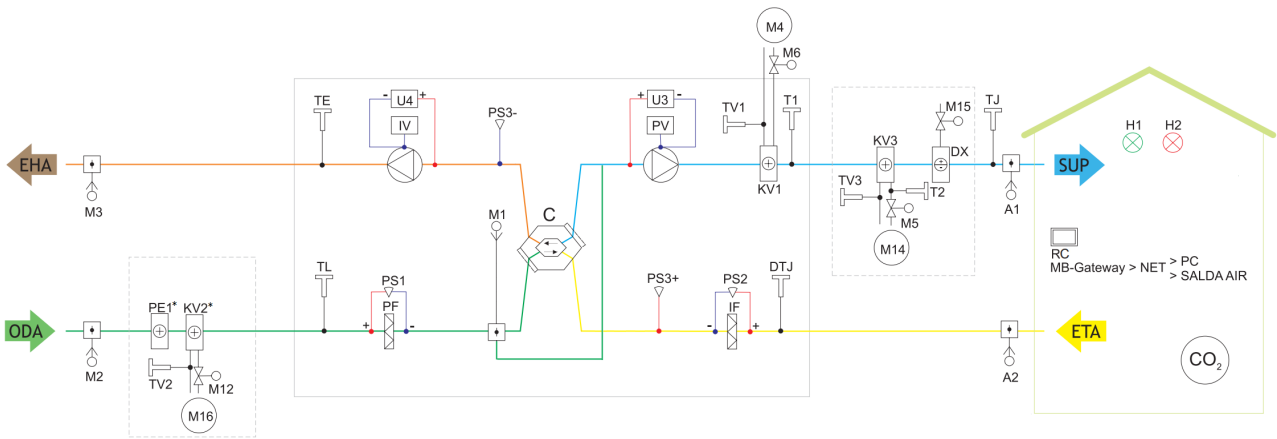 M4
M6
TE
- U4 +
IV
PS3-
+ U3 -
PV
TV1
T1
KV1
M15
TJ
KV3
DX
H1 H2
EHA
SUP
M3
TV3
T2
M5
M14
A1
M1
C
RC
MB-Gateway > NET > PC
> SALDA AIR
TL
PS1
PF
+ -
PS3+
PS2
IF
- +
DTJ
PE1* KV2*
ODA
ETA
M2
TV2
M12
M16
A2
CO2